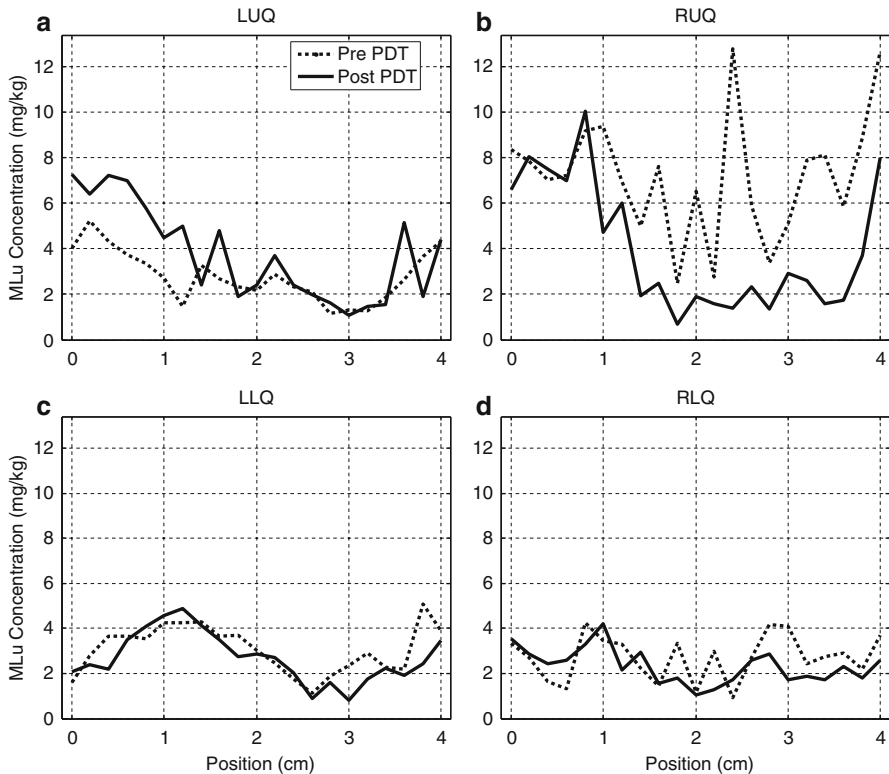 a LUQ
MLu Concentration (mg/kg)
12
10
8
6
4
2
0
0 1 2 3 4
Pre PDT
Post PDT
b RUQ
12
10
8
6
4
2
0
0 1 2 3 4
c LLQ
MLu Concentration (mg/kg)
12
10
8
6
4
2
0
0 1 2 3 4
Position (cm)
d RLQ
12
10
8
6
4
2
0
0 1 2 3 4
Position (cm)